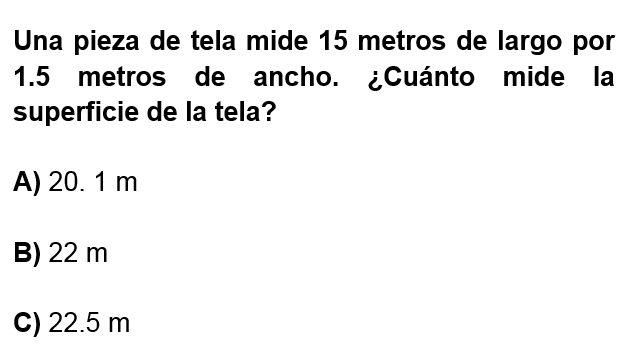 Una pieza de tela mide 15 metros de largo por
1.5 metros de ancho. ¿Cuánto mide la
superficie de la tela?
A) 20. 1 m
B) 22 m
C) 22.5 m